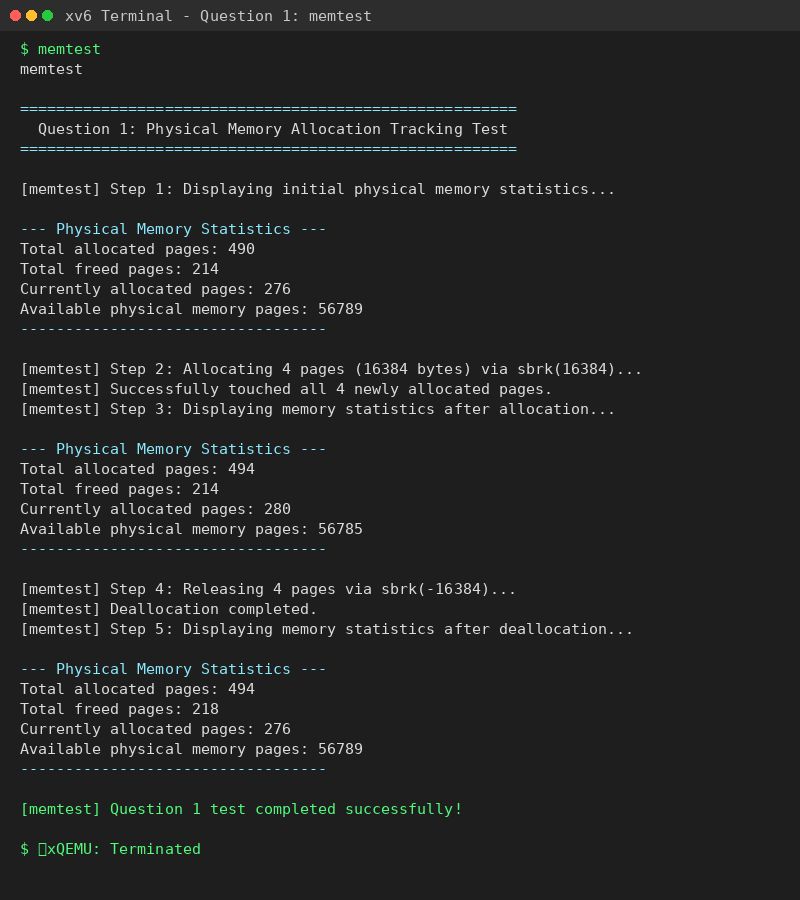 xv6 Terminal - Question 1: memtest
$ memtest
memtest
=======================================================
Question 1: Physical Memory Allocation Tracking Test
=======================================================
[memtest] Step 1: Displaying initial physical memory statistics...
--- Physical Memory Statistics ---
Total allocated pages: 490
Total freed pages: 214
Currently allocated pages: 276
Available physical memory pages: 56789
----------------------------------
[memtest] Step 2: Allocating 4 pages (16384 bytes) via sbrk(16384)...
[memtest] Successfully touched all 4 newly allocated pages.
[memtest] Step 3: Displaying memory statistics after allocation...
--- Physical Memory Statistics ---
Total allocated pages: 494
Total freed pages: 214
Currently allocated pages: 280
Available physical memory pages: 56785
----------------------------------
[memtest] Step 4: Releasing 4 pages via sbrk(-16384)...
[memtest] Deallocation completed.
[memtest] Step 5: Displaying memory statistics after deallocation...
--- Physical Memory Statistics ---
Total allocated pages: 494
Total freed pages: 218
Currently allocated pages: 276
Available physical memory pages: 56789
----------------------------------
[memtest] Question 1 test completed successfully!
$ ▯xQEMU: Terminated